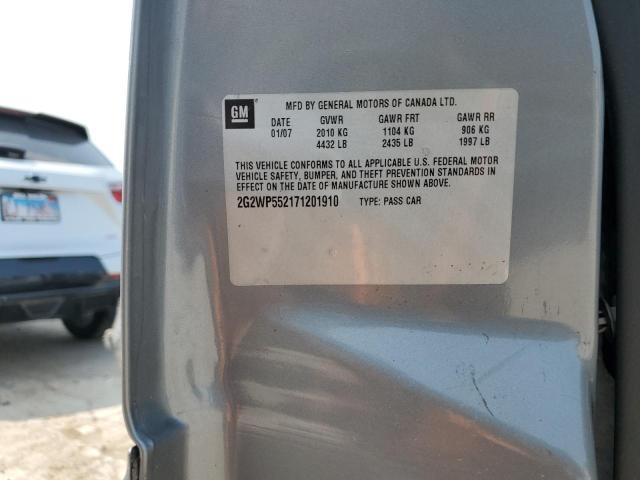 GM
MFD BY GENERAL MOTORS OF CANADA LTD.
DATE GVWR GAWR FRT GAWR RR
01/07 2010 KG 1104 KG 906 KG
4432 LB 2435 LB 1997 LB
THIS VEHICLE CONFORMS TO ALL APPLICABLE U.S. FEDERAL MOTOR
VEHICLE SAFETY, BUMPER, AND THEFT PREVENTION STANDARDS IN
EFFECT ON THE DATE OF MANUFACTURE SHOWN ABOVE.
2G2WP552171201910 TYPE: PASS CAR